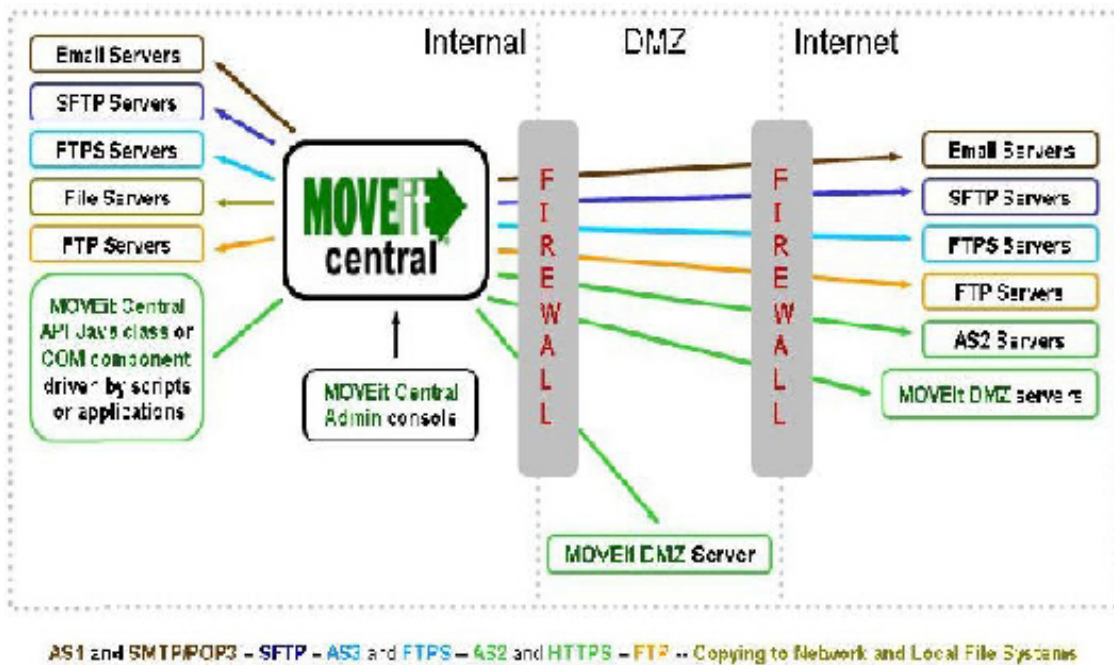 Internal
DMZ
Internet
Email Servers
SFTP Servers
FTPS Servers
File Servers
FTP Servers
MOVEit Central
API Java class or
COM component
driven by scripts
or applications
MOVEit
central
MOVEit Central
Admin console
FIREWALL
FIREWALL
Email Servers
SFTP Servers
FTPS Servers
FTP Servers
AS2 Servers
MOVEit DMZ servers
MOVEit DMZ Server
AS1 and SMTP/POP3 – SFTP – AS3 and FTPS – AS2 and HTTPS – FTP -- Copying to Network and Local File Systems